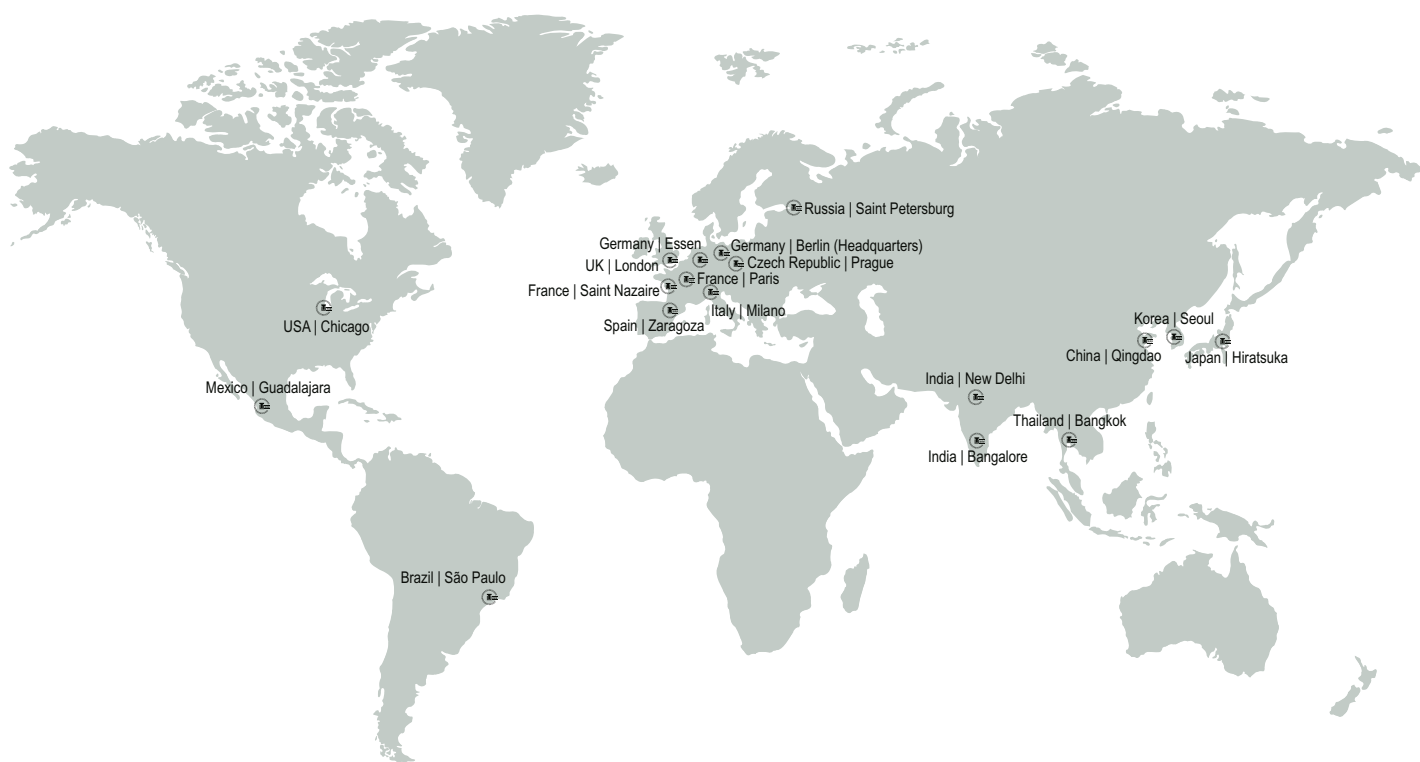 Russia | Saint Petersburg
Germany | Essen
Germany | Berlin (Headquarters)
UK | London
Czech Republic | Prague
France | Paris
France | Saint Nazaire
Italy | Milano
Spain | Zaragoza
USA | Chicago
Korea | Seoul
China | Qingdao
Japan | Hiratsuka
Mexico | Guadalajara
India | New Delhi
Thailand | Bangkok
India | Bangalore
Brazil | São Paulo